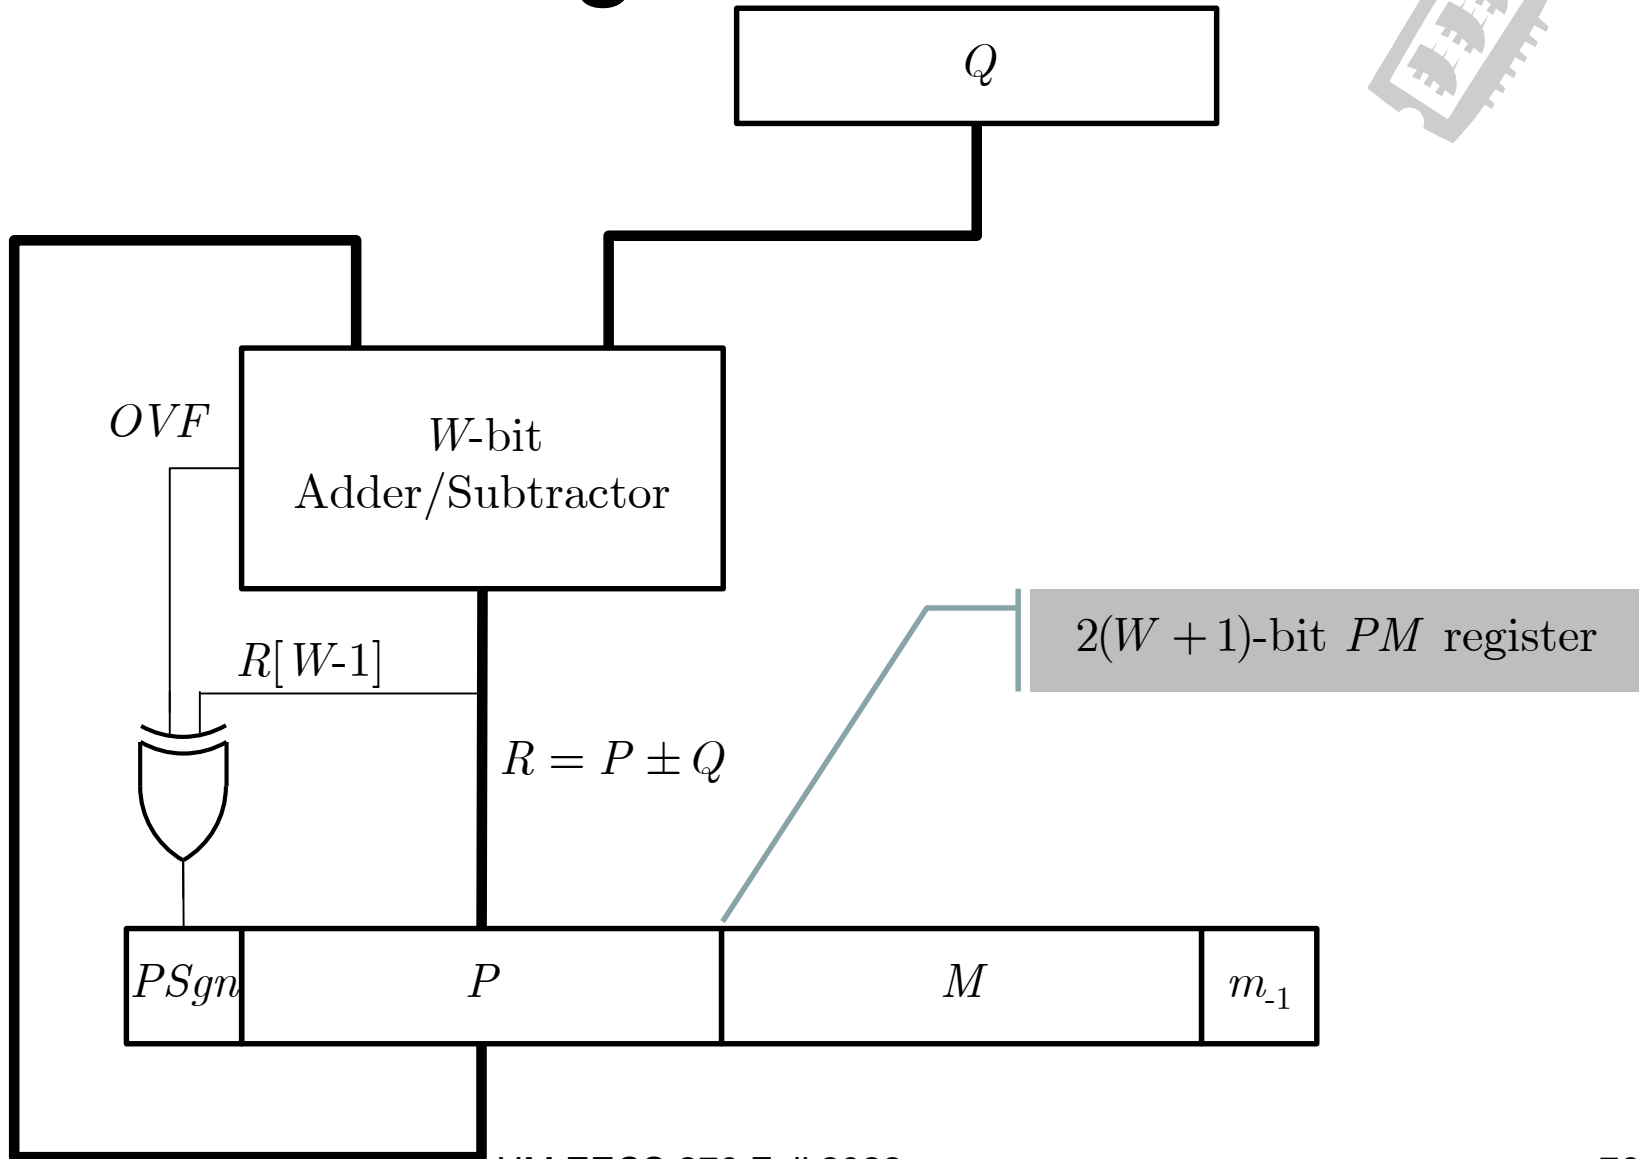 Q
OVF
W-bit
Adder/Subtractor
2(W + 1)-bit PM register
R[W-1]
R = P ± Q
PSgn P M m-1